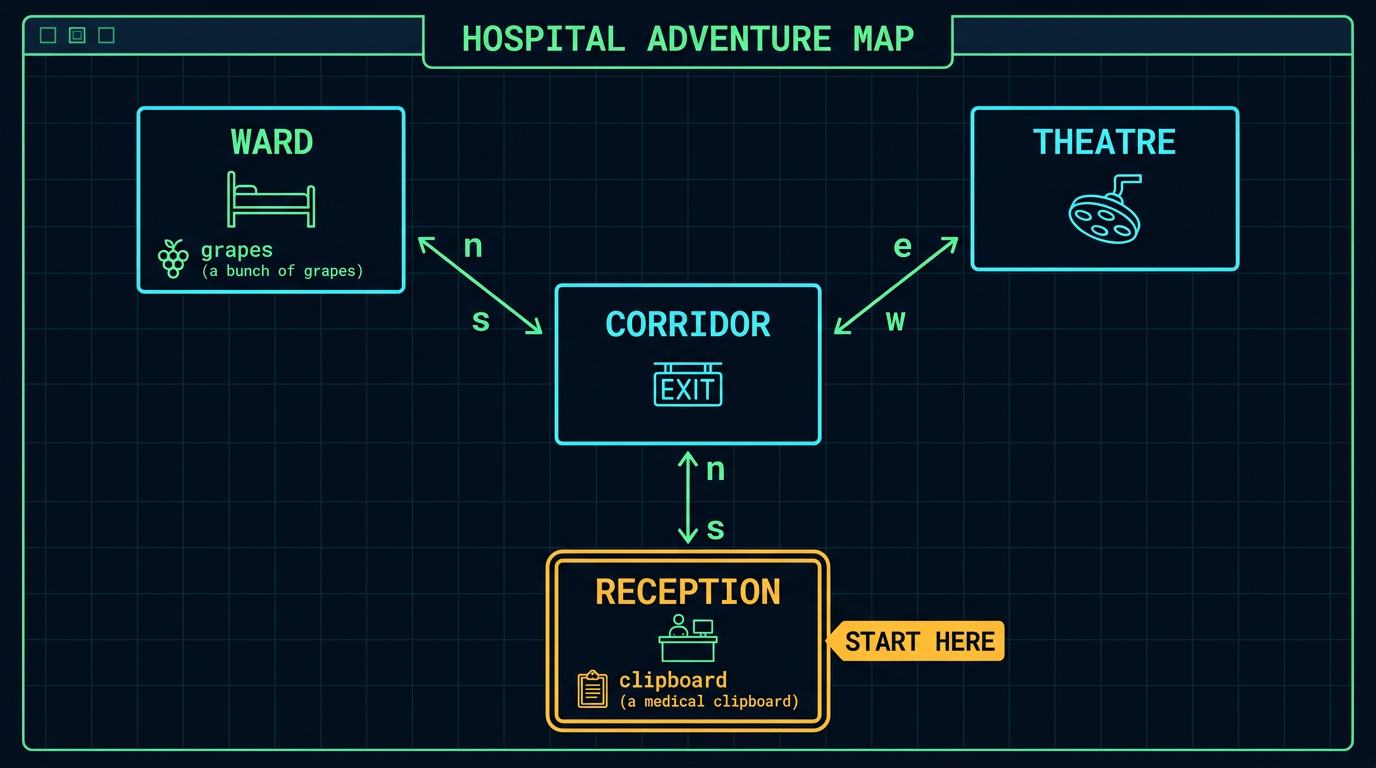 HOSPITAL ADVENTURE MAP
WARD
grapes
(a bunch of grapes)
THEATRE
n
s
e
w
CORRIDOR
EXIT
n
s
RECEPTION
clipboard
(a medical clipboard)
START HERE